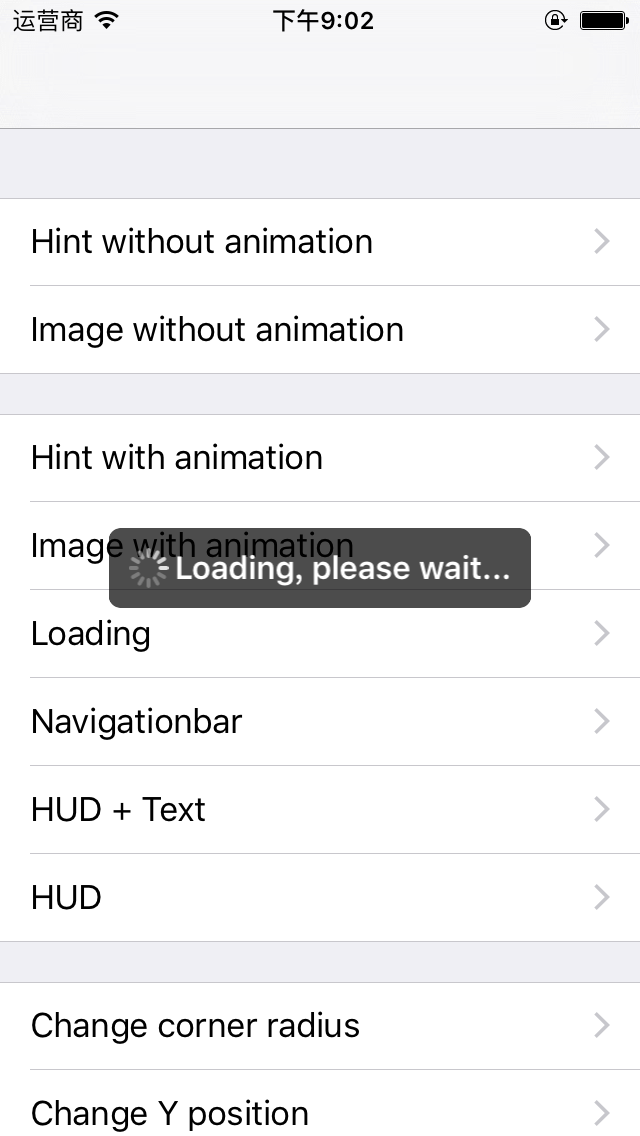 运营商 下午9:02
Hint without animation
Image without animation
Hint with animation
Image with animation
Loading, please wait...
Loading
Navigationbar
HUD + Text
HUD
Change corner radius
Change Y position